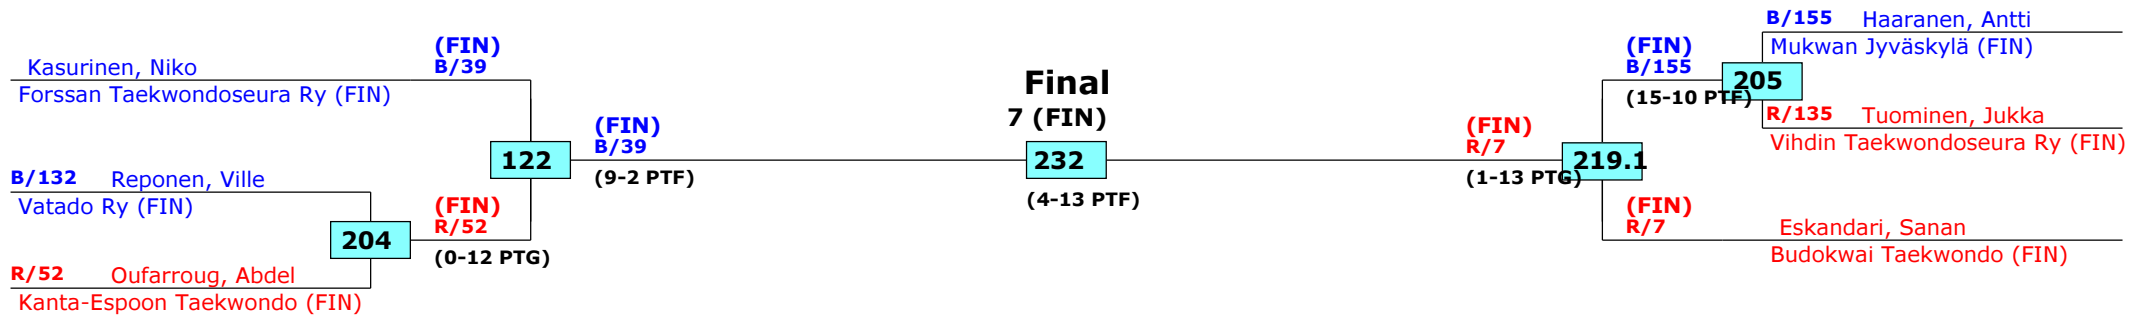 Kasurinen, Niko
Forssan Taekwondoseura Ry (FIN)
(FIN)
B/39
B/132 Reponen, Ville
Vatado Ry (FIN)
204
R/52 Oufarroug, Abdel
Kanta-Espoon Taekwondo (FIN)
(FIN)
R/52
(0-12 PTG)
122
(FIN)
B/39
(9-2 PTF)
Final
7 (FIN)
232
(4-13 PTF)
(FIN)
R/7
(1-13 PTG)
219.1
(FIN)
B/155
(15-10 PTF)
205
B/155 Haaranen, Antti
Mukwan Jyväskylä (FIN)
R/135 Tuominen, Jukka
Vihdin Taekwondoseura Ry (FIN)
(FIN)
R/7
Eskandari, Sanan
Budokwai Taekwondo (FIN)